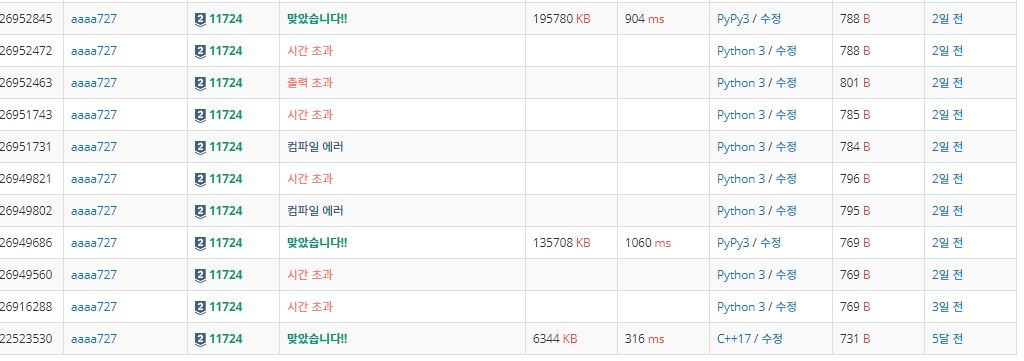 26952845 aaaa727 2 11724 맞았습니다!! 195780 KB 904 ms PyPy3 / 수정 788 B 2일 전
26952472 aaaa727 2 11724 시간 초과 Python 3 / 수정 788 B 2일 전
26952463 aaaa727 2 11724 출력 초과 Python 3 / 수정 801 B 2일 전
26951743 aaaa727 2 11724 시간 초과 Python 3 / 수정 785 B 2일 전
26951731 aaaa727 2 11724 컴파일 에러 Python 3 / 수정 784 B 2일 전
26949821 aaaa727 2 11724 시간 초과 Python 3 / 수정 796 B 2일 전
26949802 aaaa727 2 11724 컴파일 에러 Python 3 / 수정 795 B 2일 전
26949686 aaaa727 2 11724 맞았습니다!! 135708 KB 1060 ms PyPy3 / 수정 769 B 2일 전
26949560 aaaa727 2 11724 시간 초과 Python 3 / 수정 769 B 2일 전
26916288 aaaa727 2 11724 시간 초과 Python 3 / 수정 769 B 3일 전
22523530 aaaa727 2 11724 맞았습니다!! 6344 KB 316 ms C++17 / 수정 731 B 5달 전